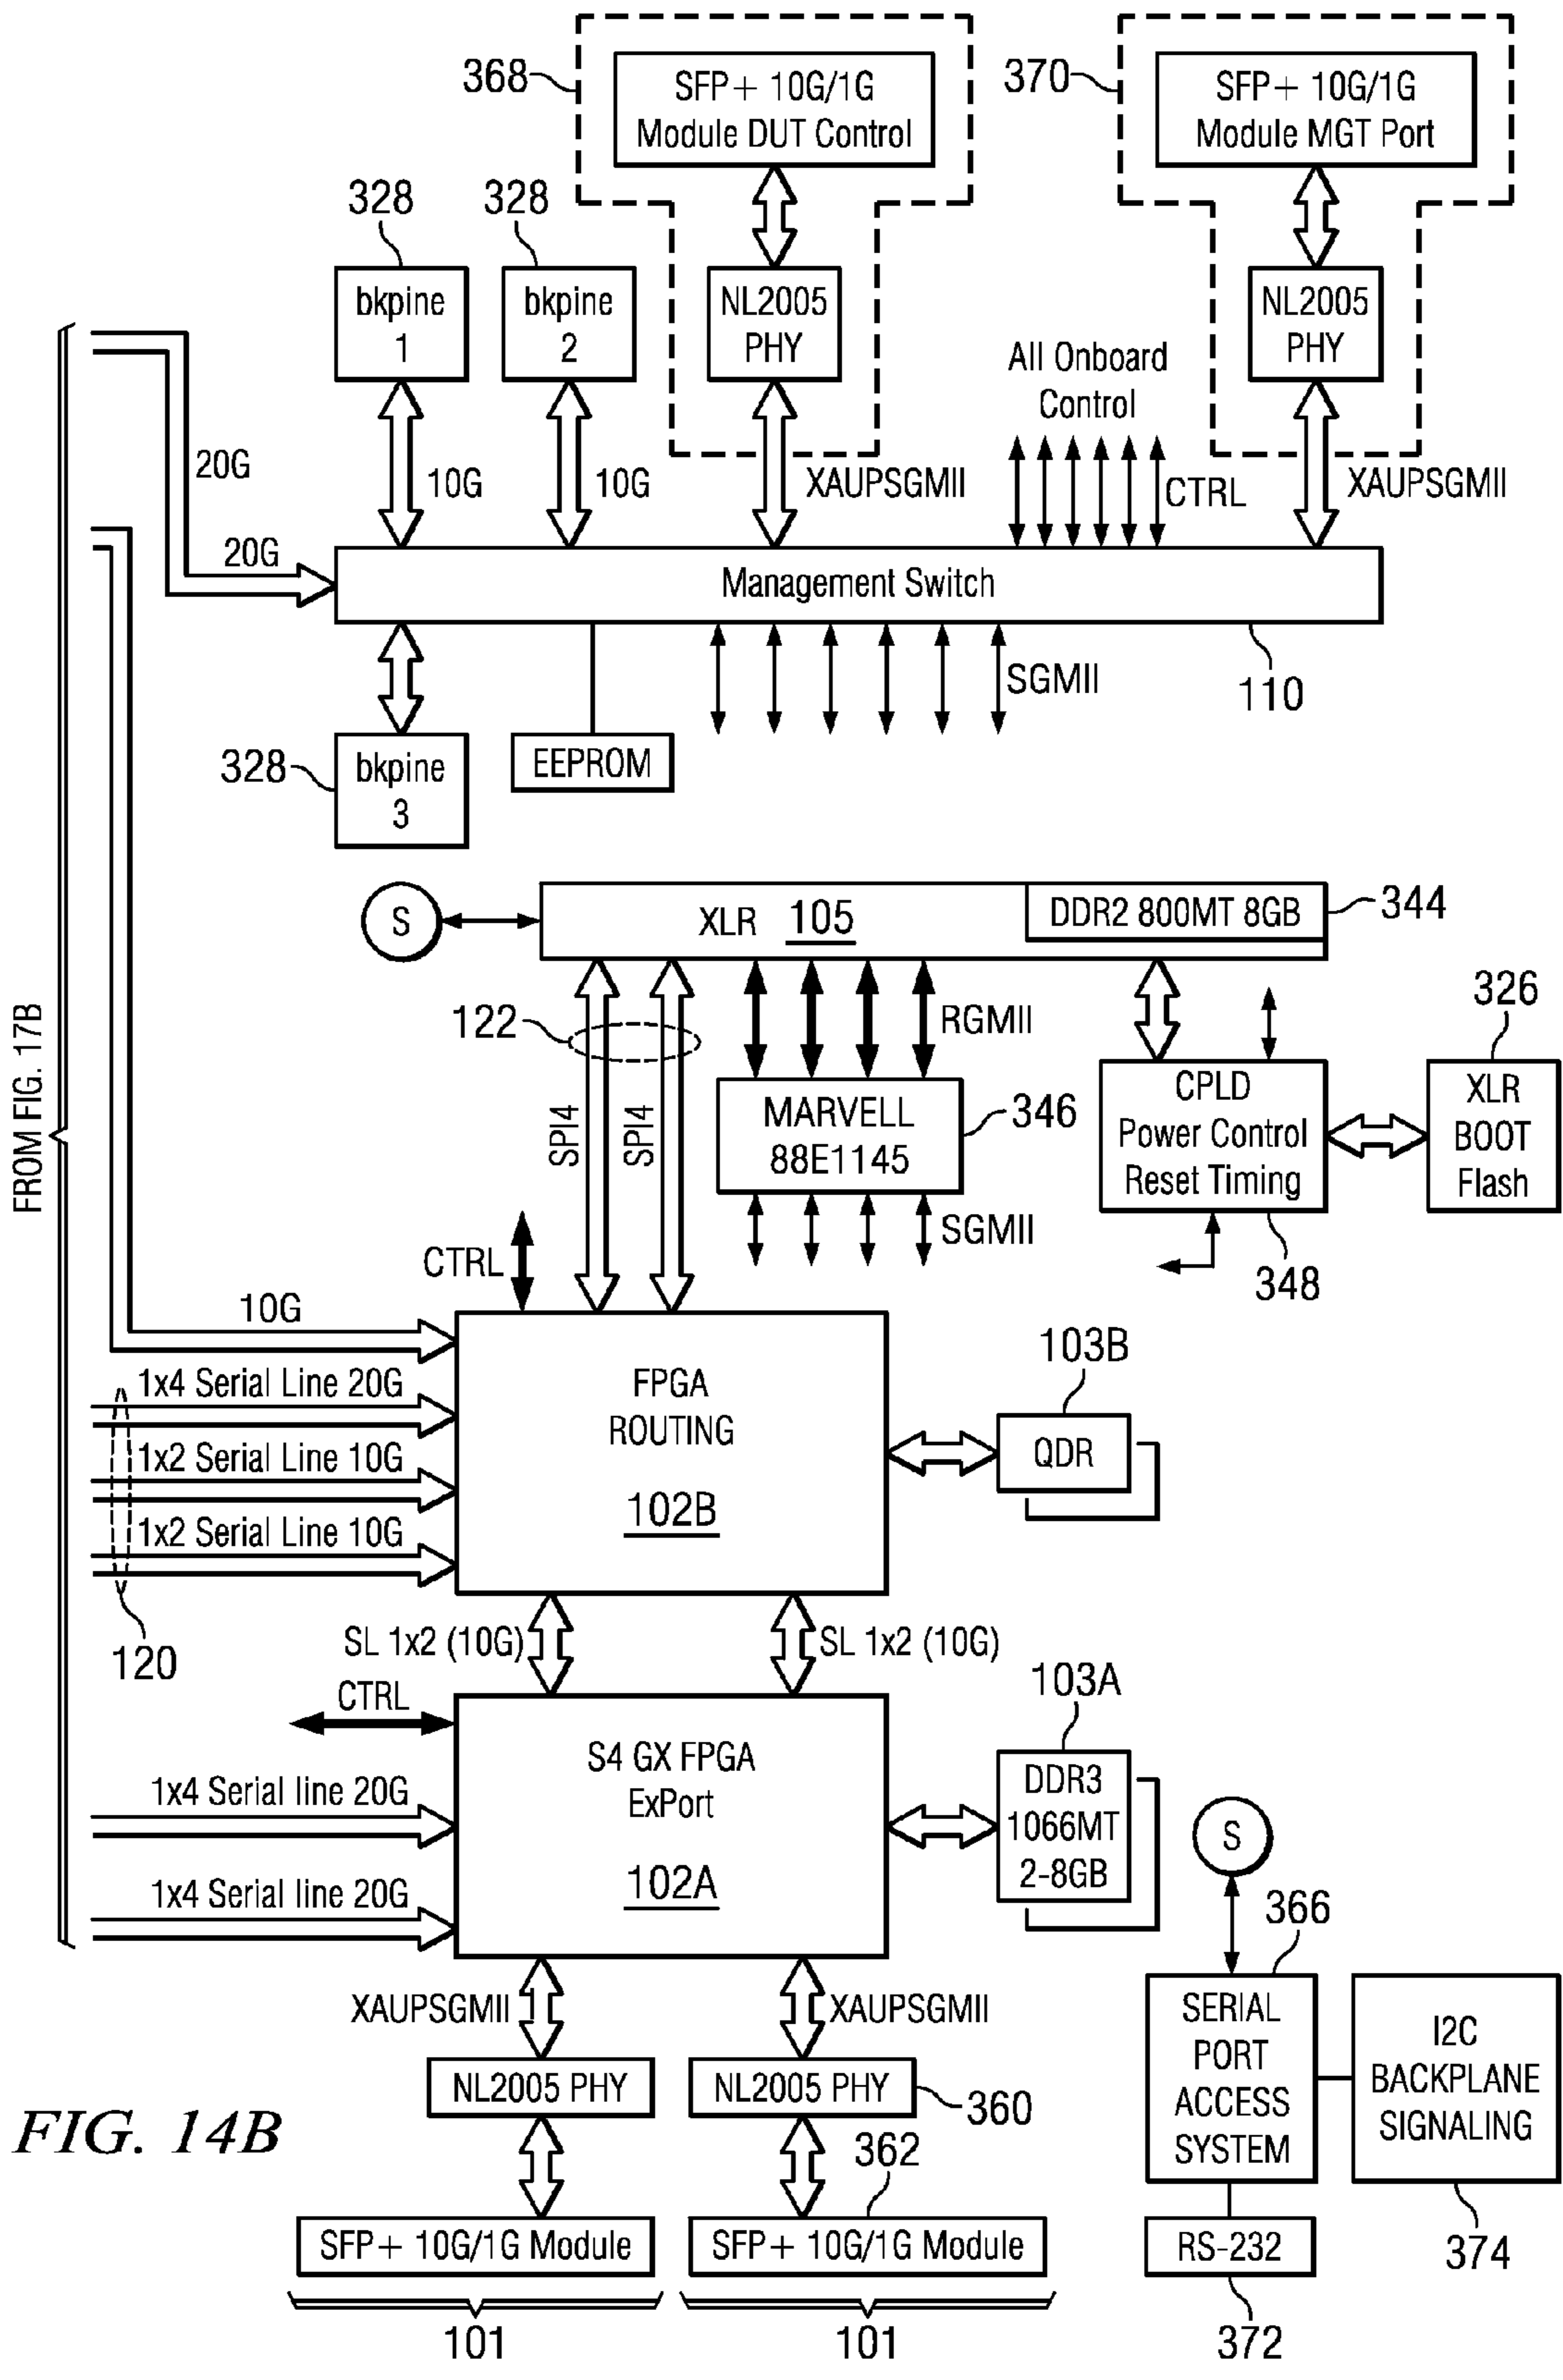 368
SFP+ 10G/1G
Module DUT Control
370
SFP+ 10G/1G
Module MGT Port
328
328
bkpine
1
bkpine
2
NL2005
PHY
NL2005
PHY
All Onboard
Control
20G
10G
10G
XAUPSGMII
CTRL
XAUPSGMII
20G
Management Switch
110
SGMII
328
bkpine
3
EEPROM
S
XLR 105
DDR2 800MT 8GB
344
122
SPI4
SPI4
RGMII
MARVELL
88E1145
346
SGMII
CPLD
Power Control
Reset Timing
348
326
XLR
BOOT
Flash
FROM FIG. 17B
CTRL
10G
1x4 Serial Line 20G
1x2 Serial Line 10G
1x2 Serial Line 10G
120
FPGA
ROUTING
102B
103B
QDR
SL 1x2 (10G)
SL 1x2 (10G)
CTRL
1x4 Serial line 20G
1x4 Serial line 20G
S4 GX FPGA
ExPort
102A
103A
DDR3
1066MT
2-8GB
S
366
SERIAL
PORT
ACCESS
SYSTEM
I2C
BACKPLANE
SIGNALING
374
RS-232
372
XAUPSGMII
XAUPSGMII
NL2005 PHY
NL2005 PHY
360
362
SFP+ 10G/1G Module
SFP+ 10G/1G Module
101
101
FIG. 14B